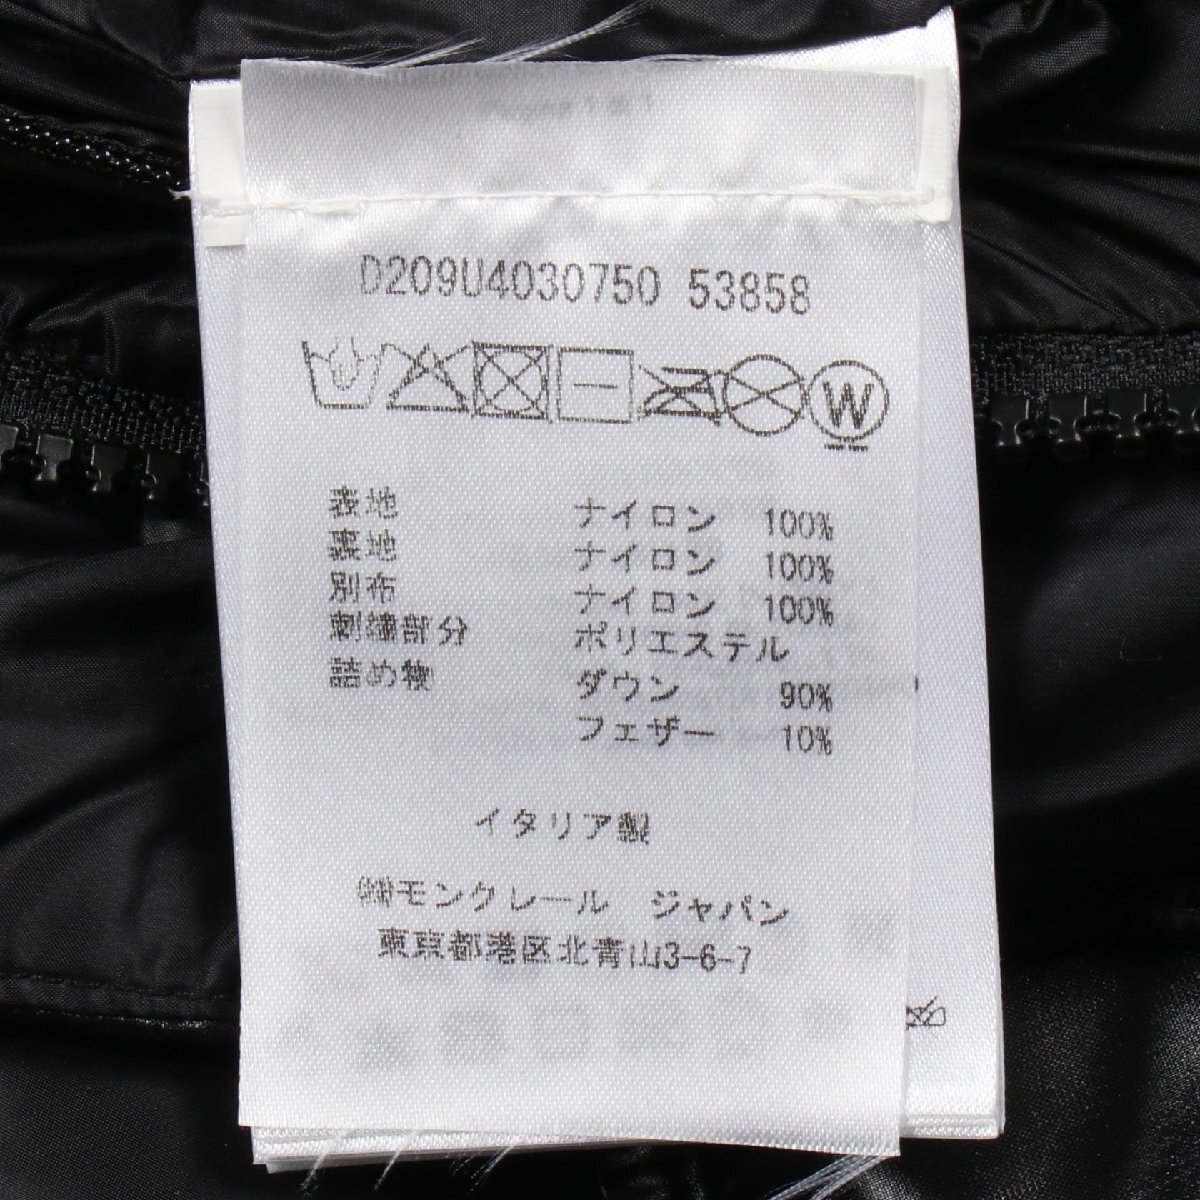 D209U4030750 53858
W
表地 ナイロン 100%
裏地 ナイロン 100%
別布 ナイロン 100%
刺繍部分 ポリエステル
詰め物 ダウン 90%
フェザー 10%
イタリア製
㈱モンクレール ジャパン
東京都港区北青山3-6-7